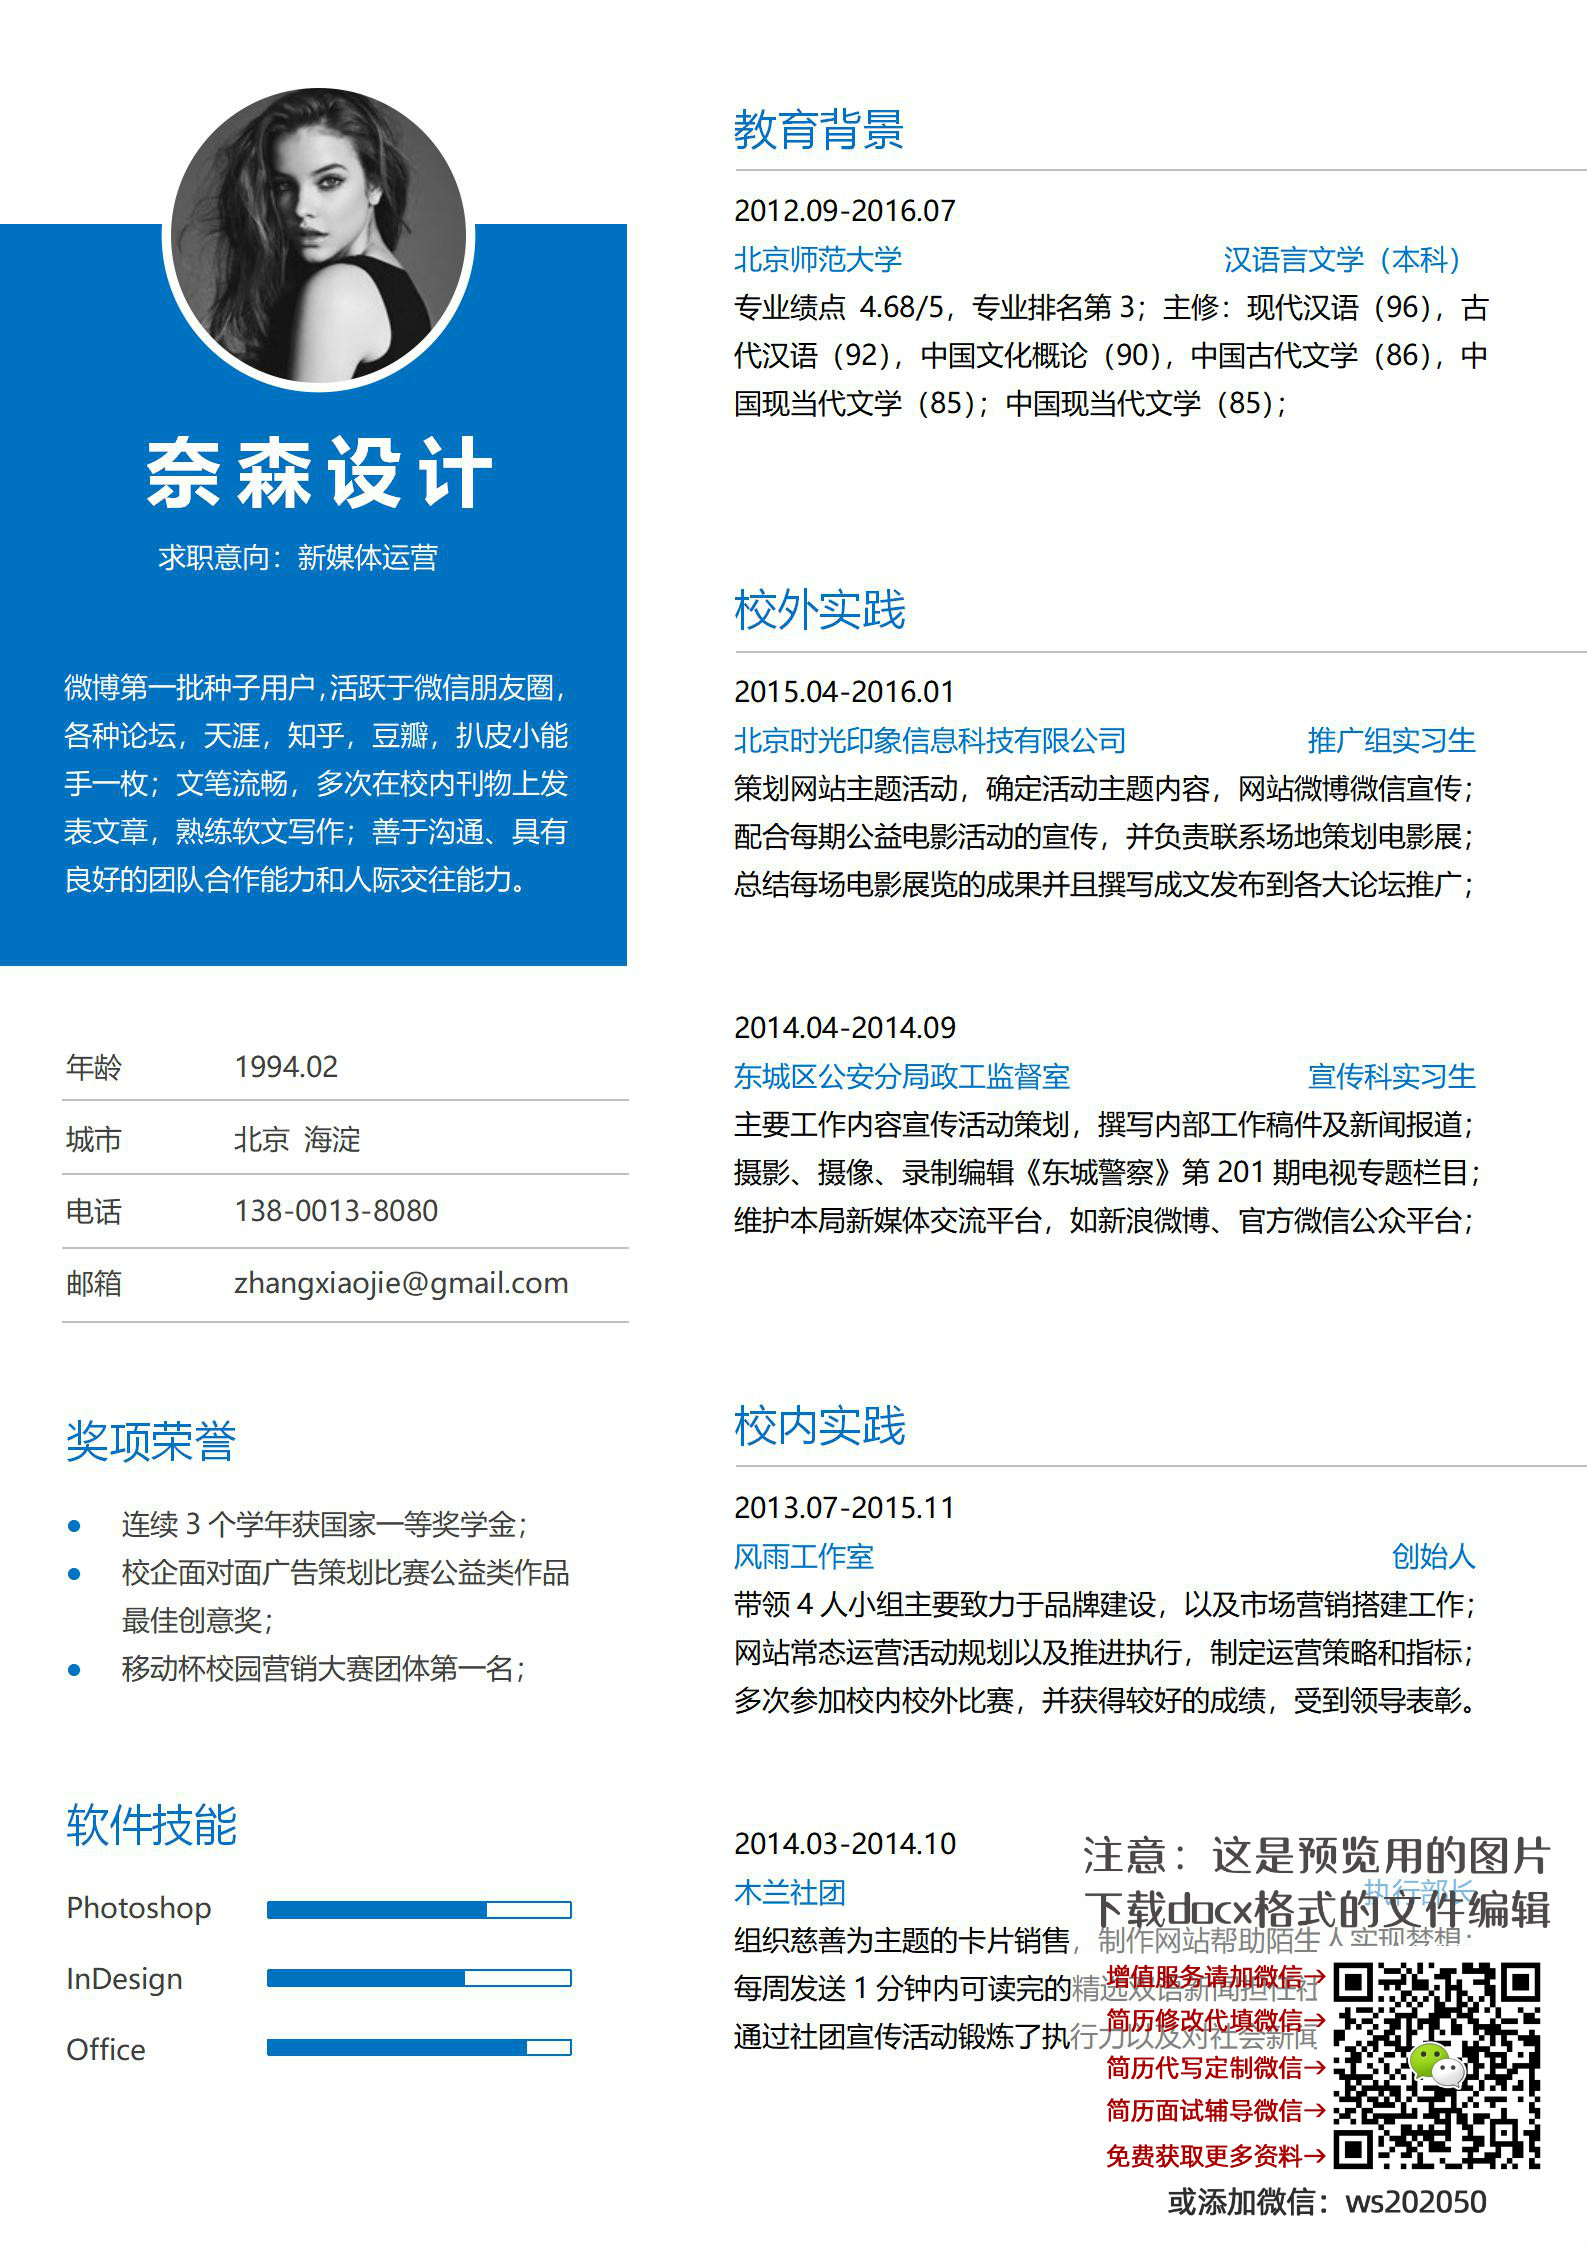 奈森设计
求职意向：新媒体运营
微博第一批种子用户,活跃于微信朋友圈，
各种论坛，天涯，知乎，豆瓣，扒皮小能
手一枚；文笔流畅，多次在校内刊物上发
表文章，熟练软文写作；善于沟通、具有
良好的团队合作能力和人际交往能力。
年龄 1994.02
城市 北京 海淀
电话 138-0013-8080
邮箱 zhangxiaojie@gmail.com
奖项荣誉
连续 3 个学年获国家一等奖学金；
校企面对面广告策划比赛公益类作品
最佳创意奖；
移动杯校园营销大赛团体第一名；
软件技能
Photoshop
InDesign
Office
教育背景
2012.09-2016.07
北京师范大学 汉语言文学（本科）
专业绩点 4.68/5，专业排名第 3；主修：现代汉语（96），古
代汉语（92），中国文化概论（90），中国古代文学（86），中
国现当代文学（85）；中国现当代文学（85）；
校外实践
2015.04-2016.01
北京时光印象信息科技有限公司 推广组实习生
策划网站主题活动，确定活动主题内容，网站微博微信宣传；
配合每期公益电影活动的宣传，并负责联系场地策划电影展；
总结每场电影展览的成果并且撰写成文发布到各大论坛推广；
2014.04-2014.09
东城区公安分局政工监督室 宣传科实习生
主要工作内容宣传活动策划，撰写内部工作稿件及新闻报道；
摄影、摄像、录制编辑《东城警察》第 201 期电视专题栏目；
维护本局新媒体交流平台，如新浪微博、官方微信公众平台；
校内实践
2013.07-2015.11
风雨工作室 创始人
带领 4 人小组主要致力于品牌建设，以及市场营销搭建工作；
网站常态运营活动规划以及推进执行，制定运营策略和指标；
多次参加校内校外比赛，并获得较好的成绩，受到领导表彰。
2014.03-2014.10
木兰社团 执行部长
组织慈善为主题的卡片销售，制作网站帮助陌生人实现梦想；
每周发送 1 分钟内可读完的精选双语新闻担任社
通过社团宣传活动锻炼了执行力以及对社会新闻
注意：这是预览用的图片
下载docx格式的文件编辑
增值服务请加微信→
简历修改代填微信→
简历代写定制微信→
简历面试辅导微信→
免费获取更多资料→
或添加微信：ws202050